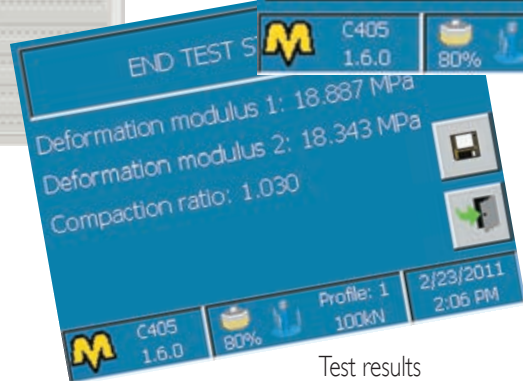 C405
1.6.0
80%
END TEST
Deformation modulus 1: 18.887 MPa
Deformation modulus 2: 18.343 MPa
Compaction ratio: 1.030
C405
1.6.0
80%
Profile: 1
100kN
2/23/2011
2:06 PM
Test results